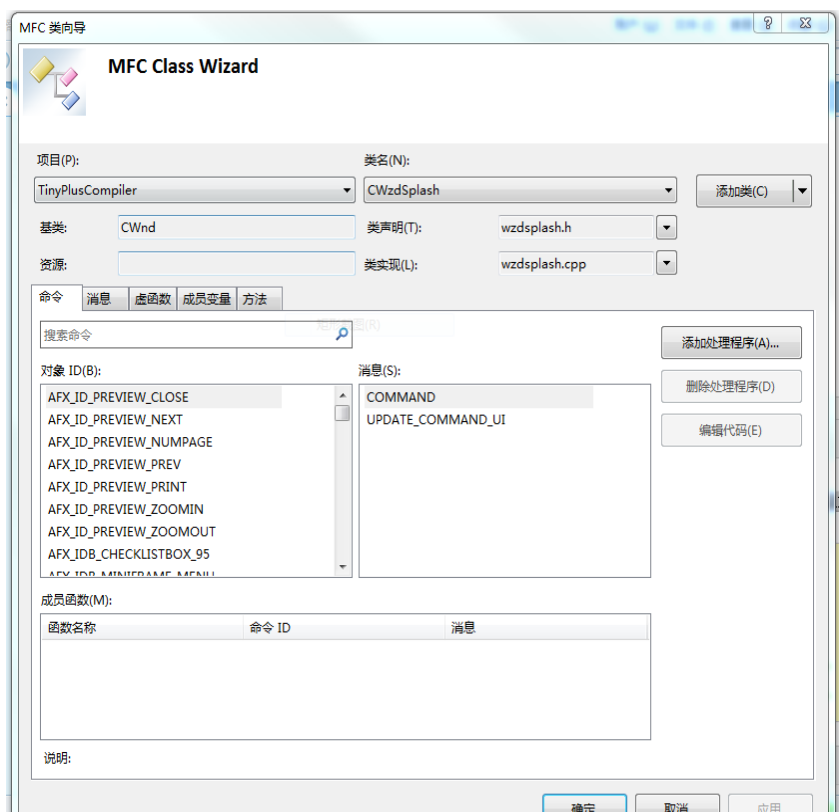 MFC 类向导
MFC Class Wizard
项目(P):
类名(N):
TinyPlusCompiler
CWzdSplash
添加类(C)
基类:
CWnd
类声明(T):
wzdsplash.h
资源:
类实现(L):
wzdsplash.cpp
命令
消息
虚函数
成员变量
方法
搜索命令
添加处理程序(A)...
对象 ID(B):
消息(S):
删除处理程序(D)
AFX_ID_PREVIEW_CLOSE
COMMAND
AFX_ID_PREVIEW_NEXT
UPDATE_COMMAND_UI
编辑代码(E)
AFX_ID_PREVIEW_NUMPAGE
AFX_ID_PREVIEW_PREV
AFX_ID_PREVIEW_PRINT
AFX_ID_PREVIEW_ZOOMIN
AFX_ID_PREVIEW_ZOOMOUT
AFX_IDB_CHECKLISTBOX_95
AFX_IDB_MINIFRAME_MENU
成员函数(M):
函数名称
命令 ID
消息
说明:
确定
取消
应用